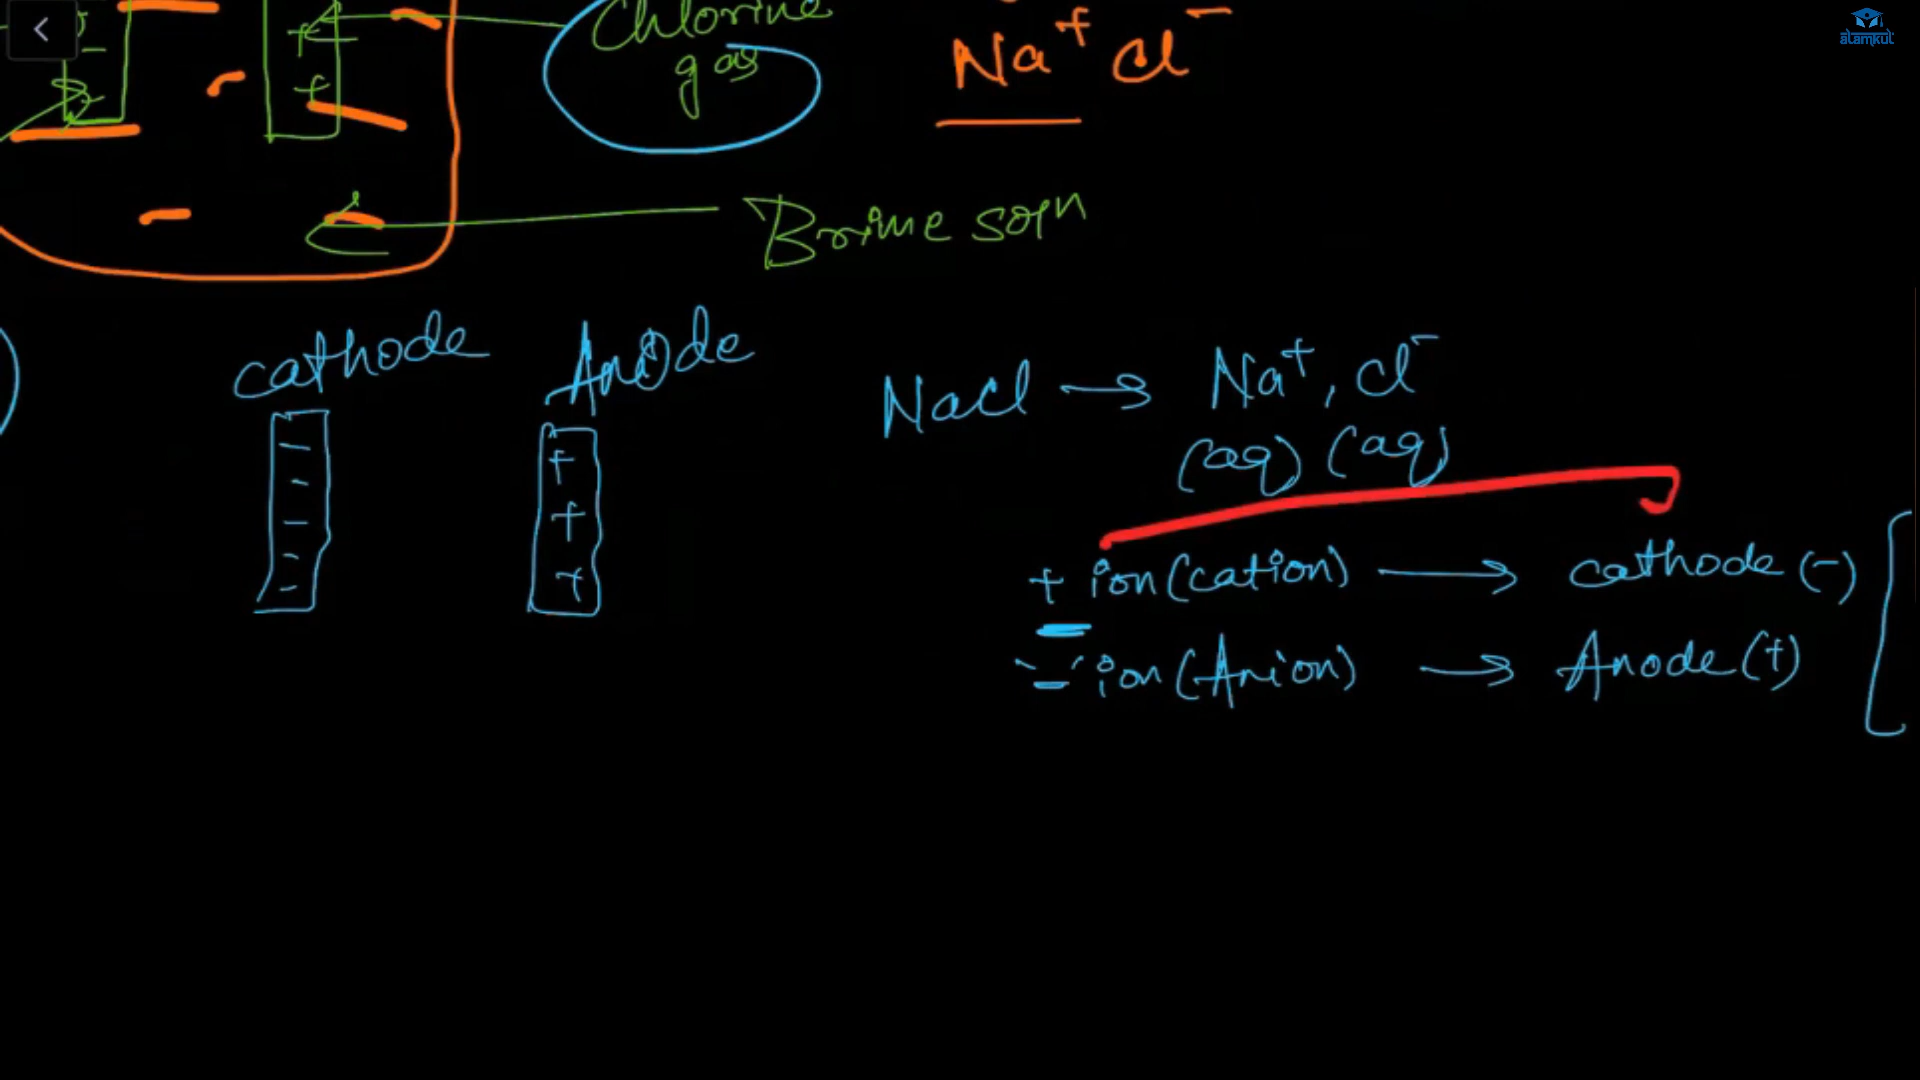 Chlorine
gas
Na⁺ Cl⁻
Brine soln
cathode
Anode
NaCl → Na⁺, Cl⁻
(aq) (aq)
+ ion (cation) → cathode (-)
- ion (Anion) → Anode (+)
alamkul